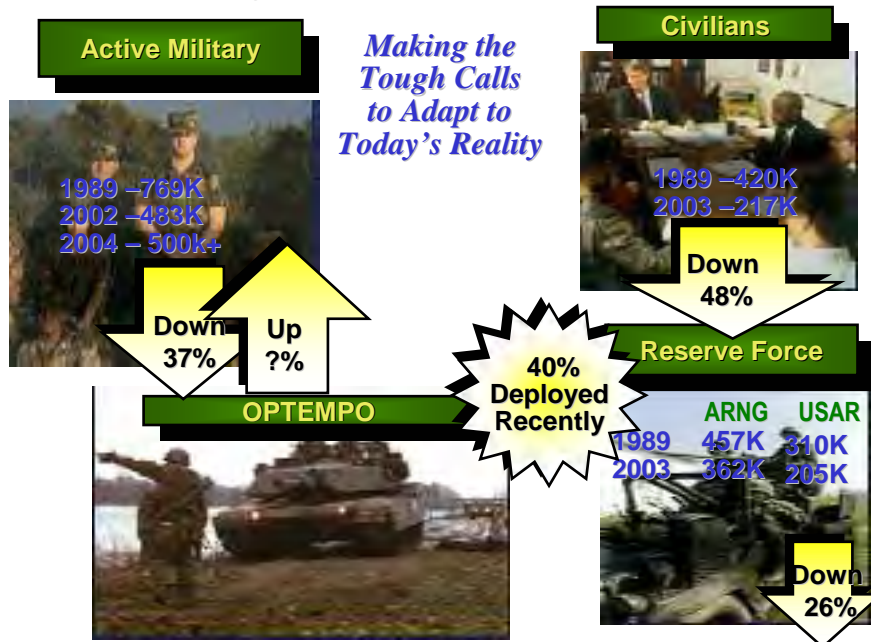 Active Military
Making the
Tough Calls
to Adapt to
Today's Reality
Civilians
1989 –769K
2002 –483K
2004 – 500k+
1989 –420K
2003 –217K
Down
37%
Up
?%
Down
48%
OPTEMPO
40%
Deployed
Recently
Reserve Force
ARNG USAR
1989 457K 310K
2003 362K 205K
Down
26%